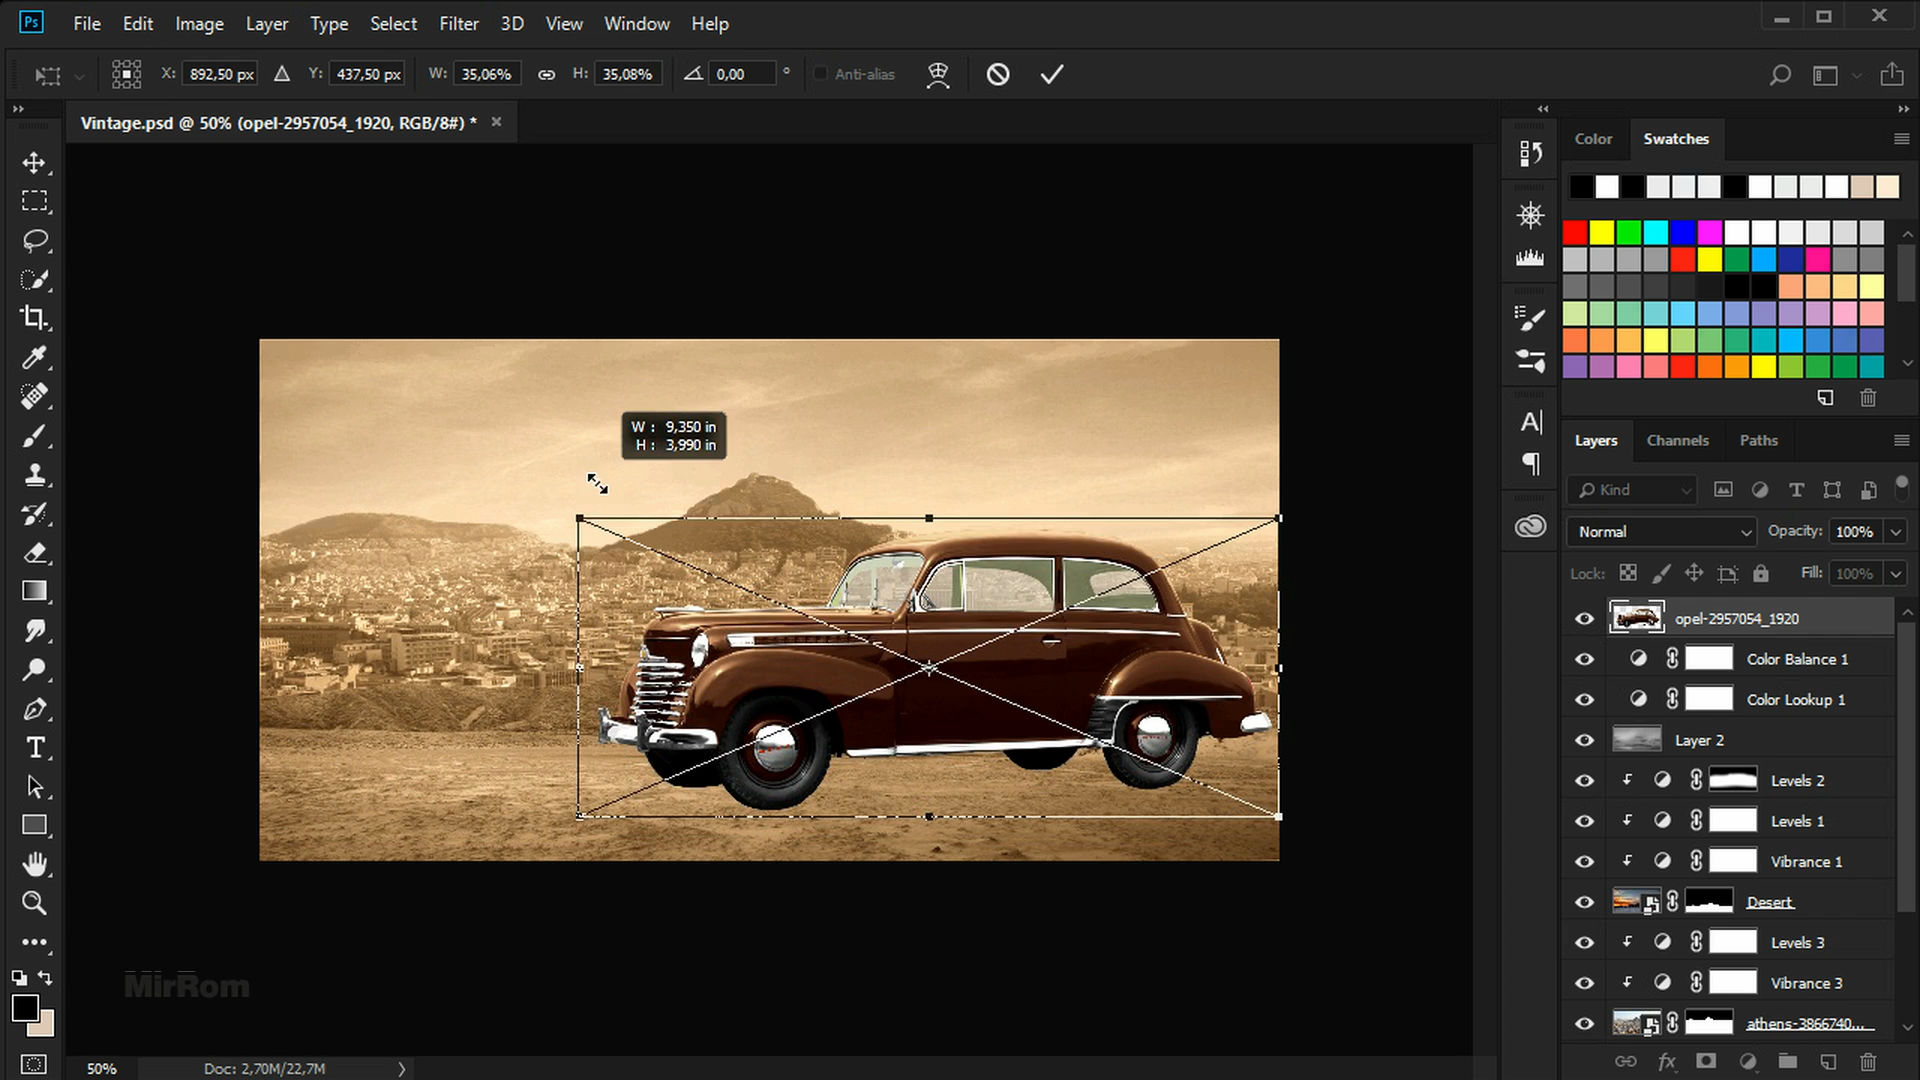 Ps File Edit Image Layer Type Select Filter 3D View Window Help
X: 892,50 px Y: 437,50 px W: 35,06% H: 35,08% 0,00 ° Anti-alias
Vintage.psd @ 50% (opel-2957054_1920, RGB/8#) * ×
Color Swatches
W : 9,350 in
H : 3,990 in
Layers Channels Paths
Kind
Normal Opacity: 100%
Lock: Fill: 100%
opel-2957054_1920
Color Balance 1
Color Lookup 1
Layer 2
Levels 2
Levels 1
Vibrance 1
Desert
Levels 3
Vibrance 3
athens-3866740...
MirRom
50% Doc: 2,70M/22,7M